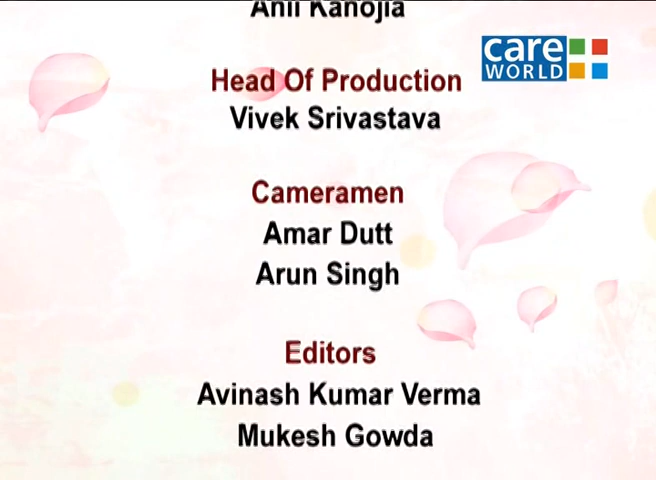 Anil Kanojia
care
WORLD
Head Of Production
Vivek Srivastava
Cameramen
Amar Dutt
Arun Singh
Editors
Avinash Kumar Verma
Mukesh Gowda